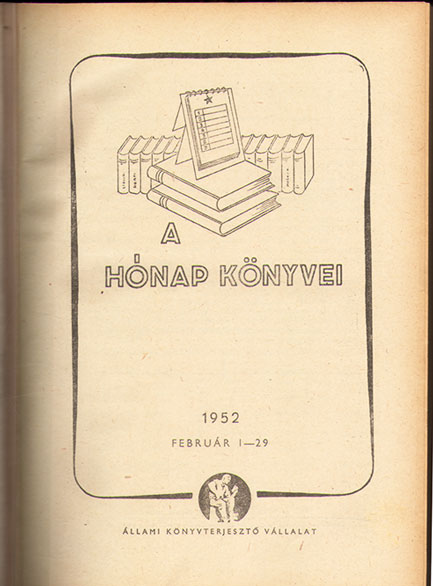 A
HÓNAP KÖNYVEI
1952
FEBRUÁR 1—29
ÁLLAMI KÖNYVTERJESZTŐ VÁLLALAT